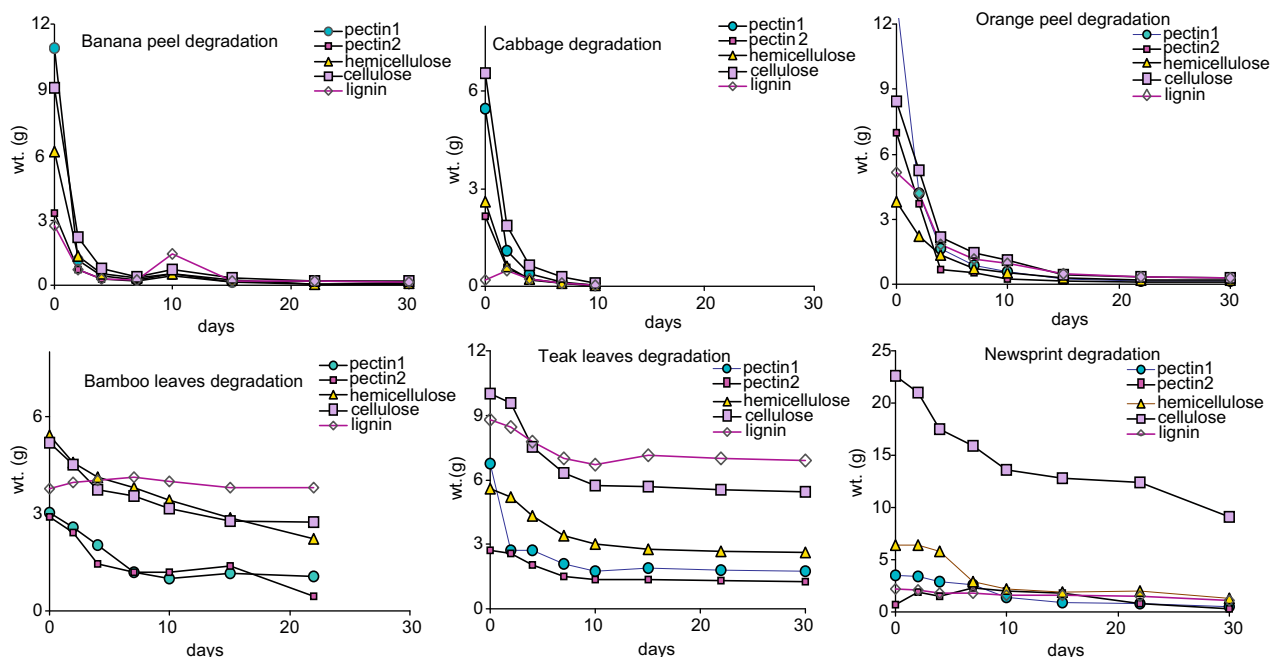 Banana peel degradation
12
9
6
3
0
wt. (g)
0
10
20
30
days
pectin1
pectin2
hemicellulose
cellulose
lignin
Cabbage degradation
6
3
0
wt. (g)
0
10
20
30
days
pectin1
pectin 2
hemicellulose
cellulose
lignin
Orange peel degradation
12
9
6
3
0
wt. (g)
0
10
20
30
days
pectin1
pectin2
hemicellulose
cellulose
lignin
Bamboo leaves degradation
6
3
0
wt. (g)
0
10
20
30
days
pectin1
pectin2
hemicellulose
cellulose
lignin
Teak leaves degradation
12
9
6
3
0
wt.(g)
0
10
20
30
days
pectin1
pectin2
hemicellulose
cellulose
lignin
Newsprint degradation
25
20
15
10
5
0
wt. (g)
0
10
20
30
days
pectin1
pectin2
hemicellulose
cellulose
lignin